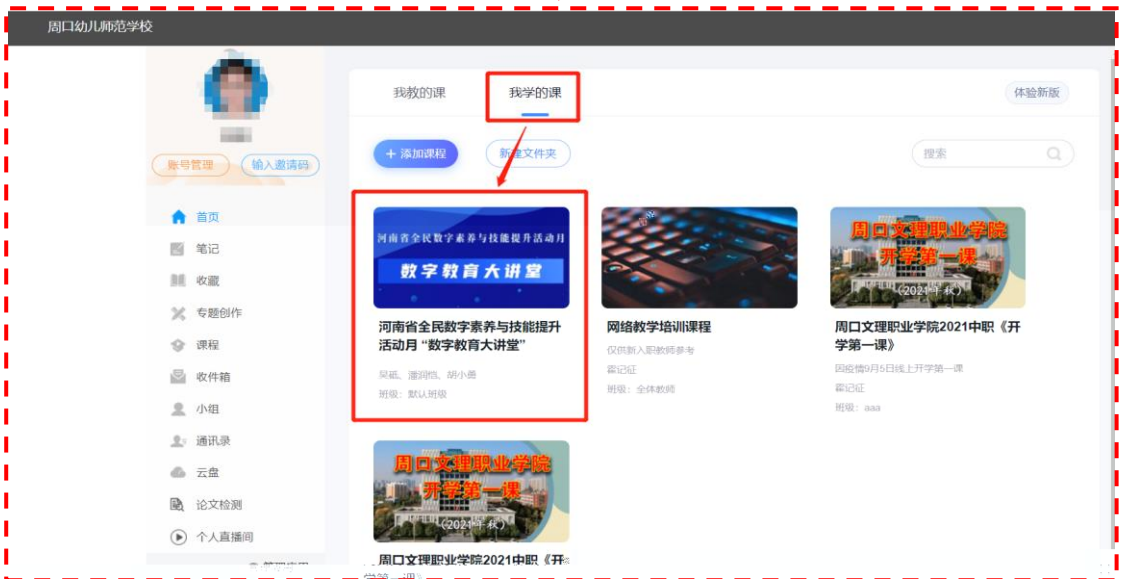 周口幼儿师范学校
账号管理
输入邀请码
首页
笔记
收藏
专题创作
课程
收件箱
小组
通讯录
云盘
论文检测
个人直播间
我教的课
我学的课
体验新版
+ 添加课程
新建文件夹
搜索
河南省全民数字素养与技能提升活动月
数字教育大讲堂
河南省全民数字素养与技能提升
活动月 “数字教育大讲堂”
班级：默认班级
网络教学培训课程
仅供新入职教师参考
霍记征
班级：全体教师
周口文理职业学院
开学第一课
(2021年秋)
周口文理职业学院2021中职《开
学第一课》
因疫情9月5日线上开学第一课
霍记征
班级：aaa
周口文理职业学院
开学第一课
(2021年秋)
周口文理职业学院2021中职《开
学第一课》